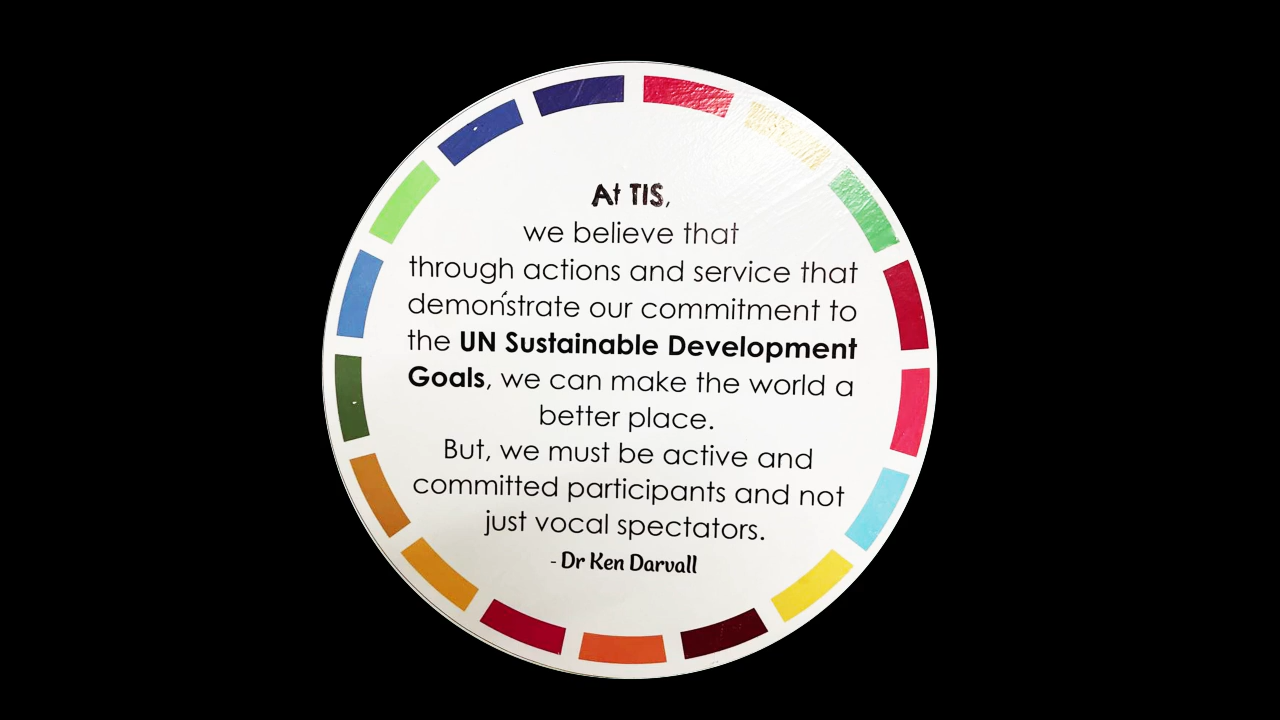 At TIS,
we believe that
through actions and service that
demonstrate our commitment to
the UN Sustainable Development
Goals, we can make the world a
better place.
But, we must be active and
committed participants and not
just vocal spectators.
- Dr Ken Darvall